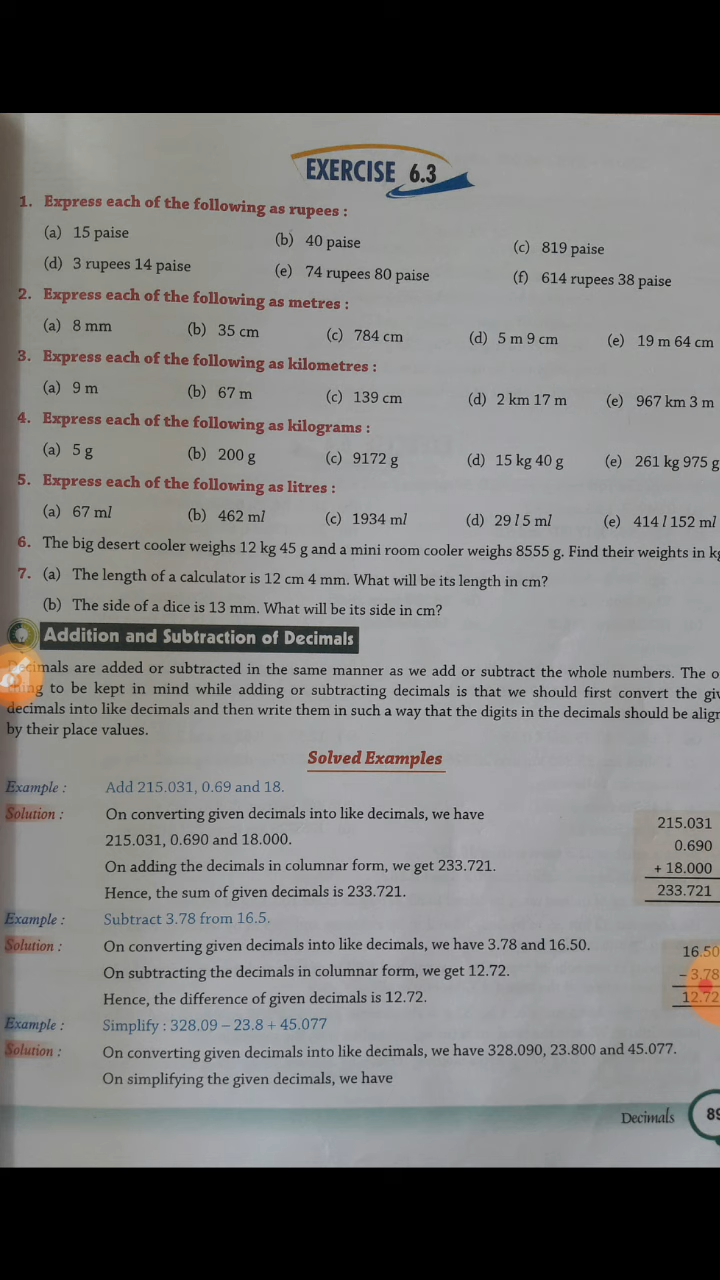 EXERCISE 6.3
1. Express each of the following as rupees :
(a) 15 paise (b) 40 paise (c) 819 paise
(d) 3 rupees 14 paise (e) 74 rupees 80 paise (f) 614 rupees 38 paise
2. Express each of the following as metres :
(a) 8 mm (b) 35 cm (c) 784 cm (d) 5 m 9 cm (e) 19 m 64 cm
3. Express each of the following as kilometres :
(a) 9 m (b) 67 m (c) 139 cm (d) 2 km 17 m (e) 967 km 3 m
4. Express each of the following as kilograms :
(a) 5 g (b) 200 g (c) 9172 g (d) 15 kg 40 g (e) 261 kg 975 g
5. Express each of the following as litres :
(a) 67 ml (b) 462 ml (c) 1934 ml (d) 29 l 5 ml (e) 414 l 152 ml
6. The big desert cooler weighs 12 kg 45 g and a mini room cooler weighs 8555 g. Find their weights in kg
7. (a) The length of a calculator is 12 cm 4 mm. What will be its length in cm?
(b) The side of a dice is 13 mm. What will be its side in cm?
Addition and Subtraction of Decimals
Decimals are added or subtracted in the same manner as we add or subtract the whole numbers. The o
thing to be kept in mind while adding or subtracting decimals is that we should first convert the giv
decimals into like decimals and then write them in such a way that the digits in the decimals should be align
by their place values.
Solved Examples
Example : Add 215.031, 0.69 and 18.
Solution : On converting given decimals into like decimals, we have
215.031, 0.690 and 18.000.
On adding the decimals in columnar form, we get 233.721.
Hence, the sum of given decimals is 233.721.
215.031
0.690
+ 18.000
233.721
Example : Subtract 3.78 from 16.5.
Solution : On converting given decimals into like decimals, we have 3.78 and 16.50.
On subtracting the decimals in columnar form, we get 12.72.
Hence, the difference of given decimals is 12.72.
16.50
– 3.78
12.72
Example : Simplify : 328.09 – 23.8 + 45.077
Solution : On converting given decimals into like decimals, we have 328.090, 23.800 and 45.077.
On simplifying the given decimals, we have
Decimals 89